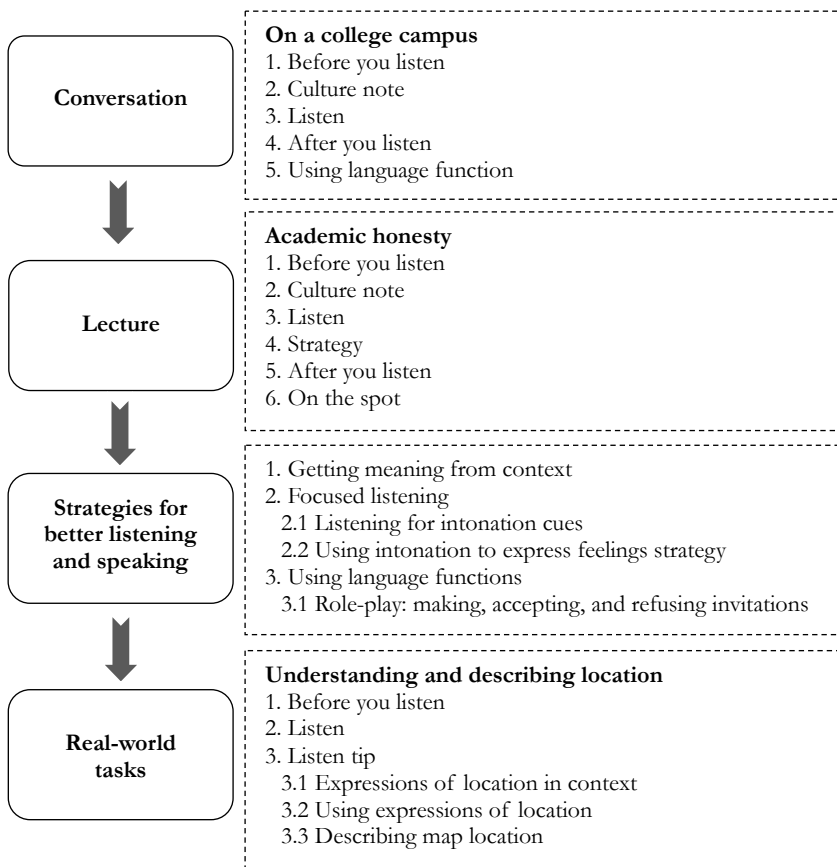 Conversation
On a college campus
1. Before you listen
2. Culture note
3. Listen
4. After you listen
5. Using language function
Lecture
Academic honesty
1. Before you listen
2. Culture note
3. Listen
4. Strategy
5. After you listen
6. On the spot
Strategies for
better listening
and speaking
1. Getting meaning from context
2. Focused listening
2.1 Listening for intonation cues
2.2 Using intonation to express feelings strategy
3. Using language functions
3.1 Role-play: making, accepting, and refusing invitations
Real-world
tasks
Understanding and describing location
1. Before you listen
2. Listen
3. Listen tip
3.1 Expressions of location in context
3.2 Using expressions of location
3.3 Describing map location